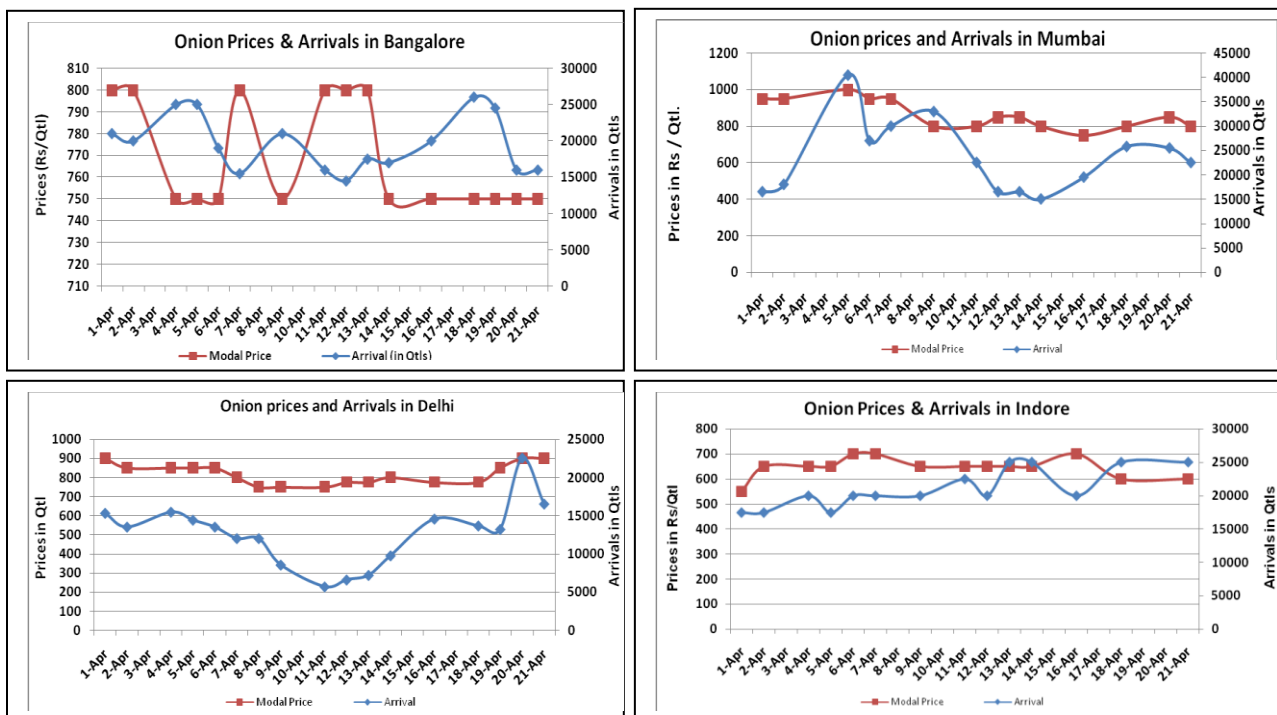 Onion Prices & Arrivals in Bangalore
Prices (Rs/Qtl)
810
800
790
780
770
760
750
740
730
720
710
30000
25000
20000
15000
10000
5000
0
Arrivals in Qtls
1-Apr
2-Apr
3-Apr
4-Apr
5-Apr
6-Apr
7-Apr
8-Apr
9-Apr
10-Apr
11-Apr
12-Apr
13-Apr
14-Apr
15-Apr
16-Apr
17-Apr
18-Apr
19-Apr
20-Apr
21-Apr
Modal Price Arrival (in Qtls)
Onion prices and Arrivals in Mumbai
Prices in Rs / Qtl.
1200
1000
800
600
400
200
0
45000
40000
35000
30000
25000
20000
15000
10000
5000
0
Arrivals in Qtls
1-Apr
2-Apr
3-Apr
4-Apr
5-Apr
6-Apr
7-Apr
8-Apr
9-Apr
10-Apr
11-Apr
12-Apr
13-Apr
14-Apr
15-Apr
16-Apr
17-Apr
18-Apr
19-Apr
20-Apr
21-Apr
Modal Price Arrival
Onion prices and Arrivals in Delhi
Prices in Qtl
1000
900
800
700
600
500
400
300
200
100
0
25000
20000
15000
10000
5000
0
Arrivals in Qtls
1-Apr
2-Apr
3-Apr
4-Apr
5-Apr
6-Apr
7-Apr
8-Apr
9-Apr
10-Apr
11-Apr
12-Apr
13-Apr
14-Apr
15-Apr
16-Apr
17-Apr
18-Apr
19-Apr
20-Apr
21-Apr
Modal Price Arrival
Onion Prices & Arrivals in Indore
Prices in Rs/Qtl
800
700
600
500
400
300
200
100
0
30000
25000
20000
15000
10000
5000
0
Arrivals in Qtls
1-Apr
2-Apr
3-Apr
4-Apr
5-Apr
6-Apr
7-Apr
8-Apr
9-Apr
10-Apr
11-Apr
12-Apr
13-Apr
14-Apr
15-Apr
16-Apr
17-Apr
18-Apr
19-Apr
20-Apr
21-Apr
Modal Price Arrival